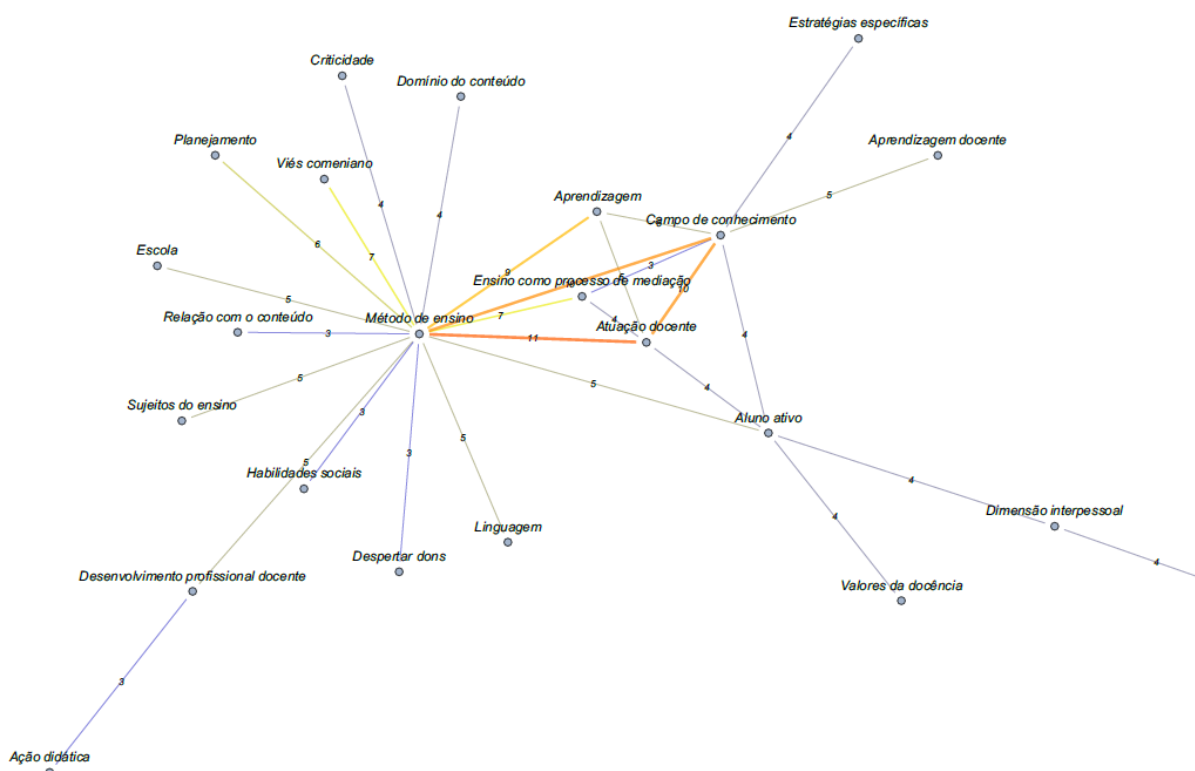 Estratégias específicas
Criticidade
Domínio do conteúdo
4
Planejamento
Aprendizagem docente
Viés comeniano
5
Aprendizagem
4
Campo de conhecimento
4
6
Escola
7
9
3
Ensino como processo de mediação
10
5
7
Relação com o conteúdo
3
Método de ensino
4
Atuação docente
11
4
5
5
4
Sujeitos do ensino
3
Aluno ativo
5
3
5
Habilidades sociais
4
Linguagem
4
Dimensão interpessoal
Despertar dons
4
Desenvolvimento profissional docente
Valores da docência
3
Ação didática